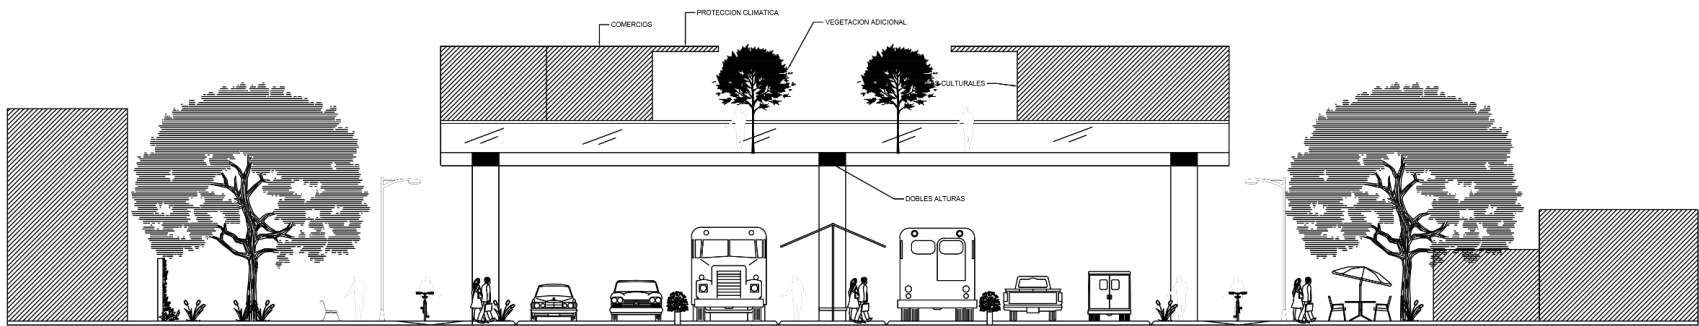 PROTECCION CLIMATICA
COMERCIOS
VEGETACION ADICIONAL
CULTURALES
DOBLES ALTURAS